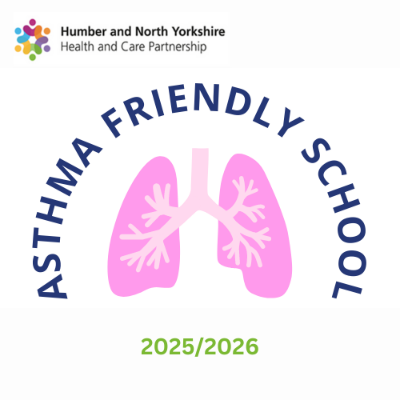 Humber and North Yorkshire
Health and Care Partnership
ASTHMA FRIENDLY SCHOOL
2025/2026